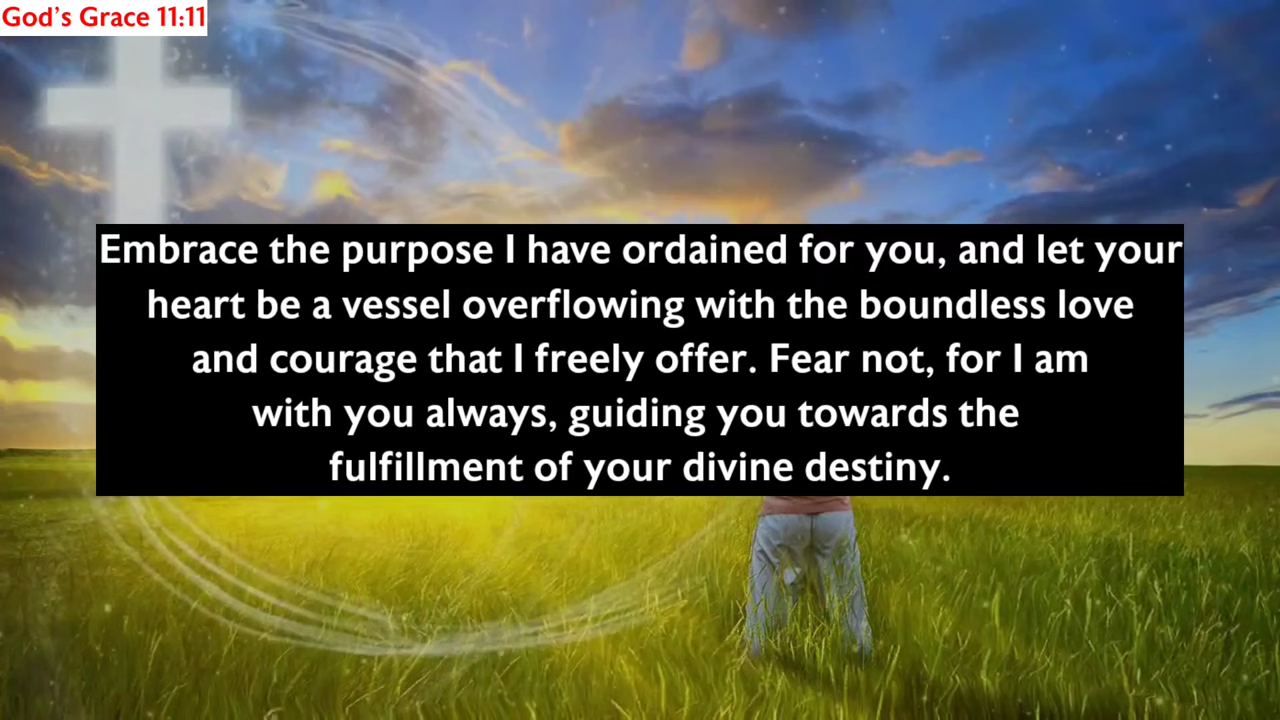 God's Grace 11:11
Embrace the purpose I have ordained for you, and let your
heart be a vessel overflowing with the boundless love
and courage that I freely offer. Fear not, for I am
with you always, guiding you towards the
fulfillment of your divine destiny.